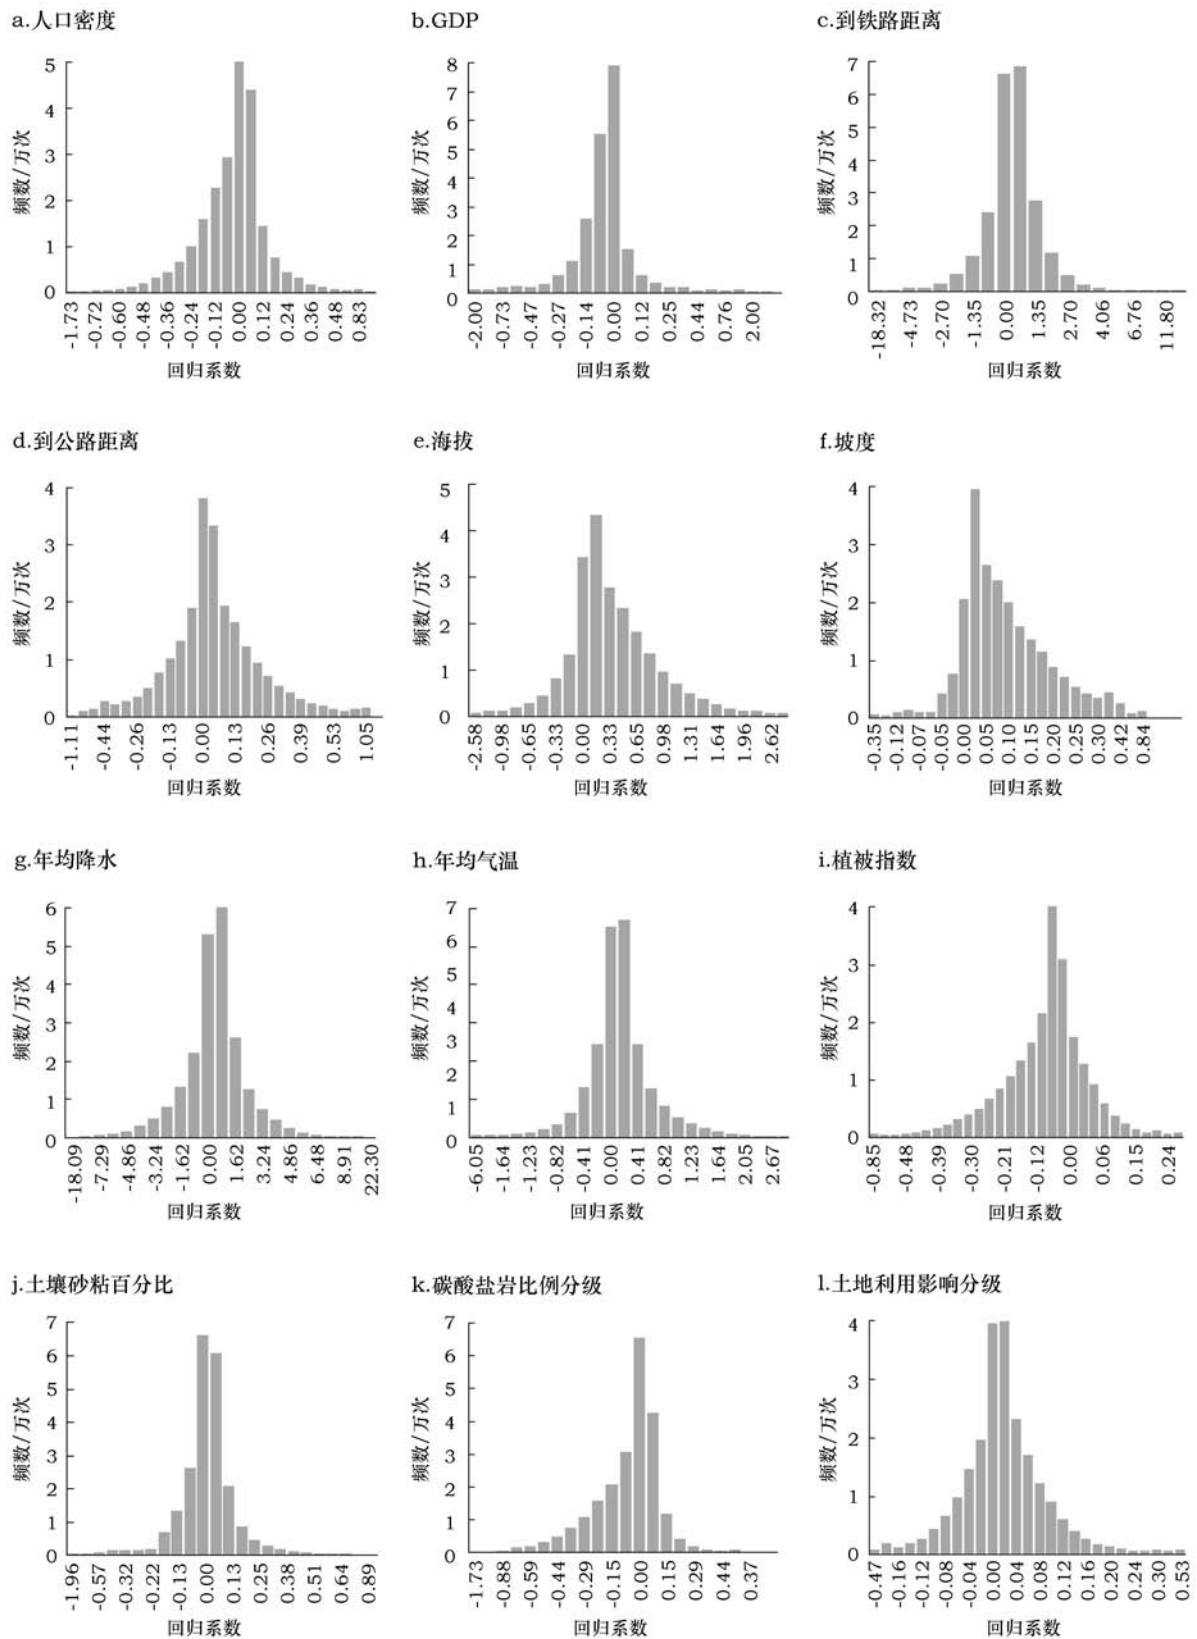 a.人口密度
频数/万次
5
4
3
2
1
0
-1.73 -0.72 -0.60 -0.48 -0.36 -0.24 -0.12 0.00 0.12 0.24 0.36 0.48 0.83
回归系数
b.GDP
频数/万次
8
7
6
5
4
3
2
1
0
-2.00 -0.73 -0.47 -0.27 -0.14 0.00 0.12 0.25 0.44 0.76 2.00
回归系数
c.到铁路距离
频数/万次
7
6
5
4
3
2
1
0
-18.32 -4.73 -2.70 -1.35 0.00 1.35 2.70 4.06 6.76 11.80
回归系数
d.到公路距离
频数/万次
4
3
2
1
0
-1.11 -0.44 -0.26 -0.13 0.00 0.13 0.26 0.39 0.53 1.05
回归系数
e.海拔
频数/万次
5
4
3
2
1
0
-2.58 -0.98 -0.65 -0.33 0.00 0.33 0.65 0.98 1.31 1.64 1.96 2.62
回归系数
f.坡度
频数/万次
4
3
2
1
0
-0.35 -0.12 -0.07 -0.05 0.00 0.05 0.10 0.15 0.20 0.25 0.30 0.42 0.84
回归系数
g.年均降水
频数/万次
6
5
4
3
2
1
0
-18.09 -7.29 -4.86 -3.24 -1.62 0.00 1.62 3.24 4.86 6.48 8.91 22.30
回归系数
h.年均气温
频数/万次
7
6
5
4
3
2
1
0
-6.05 -1.64 -1.23 -0.82 -0.41 0.00 0.41 0.82 1.23 1.64 2.05 2.67
回归系数
i.植被指数
频数/万次
4
3
2
1
0
-0.85 -0.48 -0.39 -0.30 -0.21 -0.12 0.00 0.06 0.15 0.24
回归系数
j.土壤砂粘百分比
频数/万次
7
6
5
4
3
2
1
0
-1.96 -0.57 -0.32 -0.22 -0.13 0.00 0.13 0.25 0.38 0.51 0.64 0.89
回归系数
k.碳酸盐岩比例分级
频数/万次
7
6
5
4
3
2
1
0
-1.73 -0.88 -0.59 -0.44 -0.29 -0.15 0.00 0.15 0.29 0.44 0.37
回归系数
l.土地利用影响分级
频数/万次
4
3
2
1
0
-0.47 -0.16 -0.12 -0.08 -0.04 0.00 0.04 0.08 0.12 0.16 0.20 0.24 0.30 0.53
回归系数